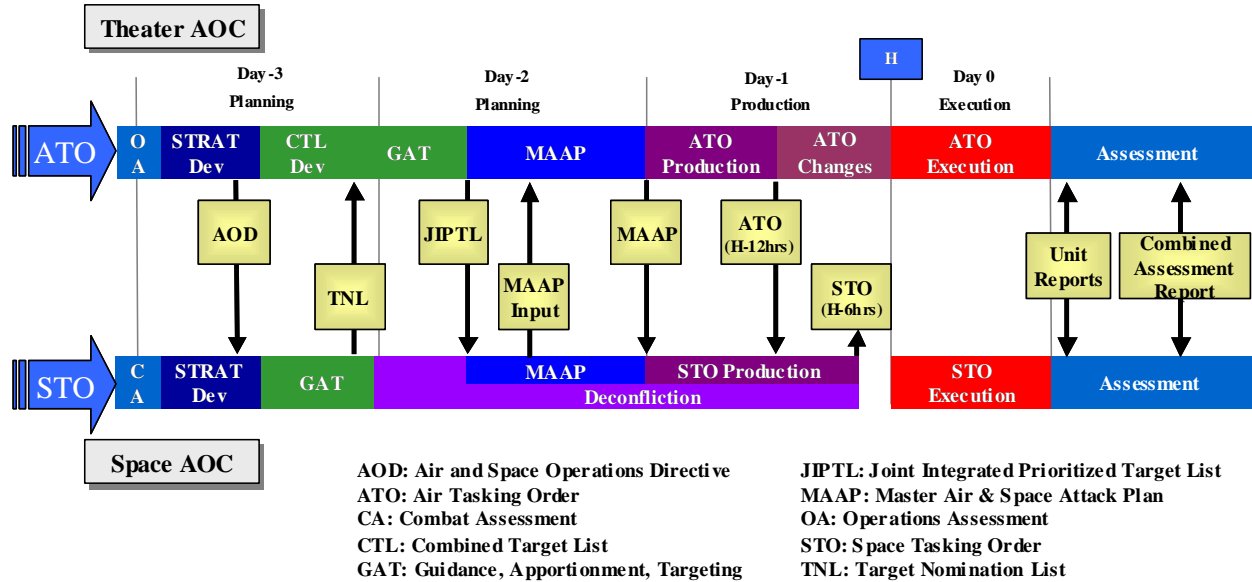 Theater AOC
H
Day-3
Planning
Day-2
Planning
Day-1
Production
Day 0
Execution
ATO
O
A
STRAT
Dev
CTL
Dev
GAT
MAAP
ATO
Production
ATO
Changes
ATO
Execution
Assessment
AOD
TNL
JIPTL
MAAP
Input
MAAP
ATO
(H-12hrs)
STO
(H-6hrs)
Unit
Reports
Combined
Assessment
Report
STO
C
A
STRAT
Dev
GAT
MAAP
STO Production
Deconfliction
STO
Execution
Assessment
Space AOC
AOD: Air and Space Operations Directive
ATO: Air Tasking Order
CA: Combat Assessment
CTL: Combined Target List
GAT: Guidance, Apportionment, Targeting
JIPTL: Joint Integrated Prioritized Target List
MAAP: Master Air & Space Attack Plan
OA: Operations Assessment
STO: Space Tasking Order
TNL: Target Nomination List